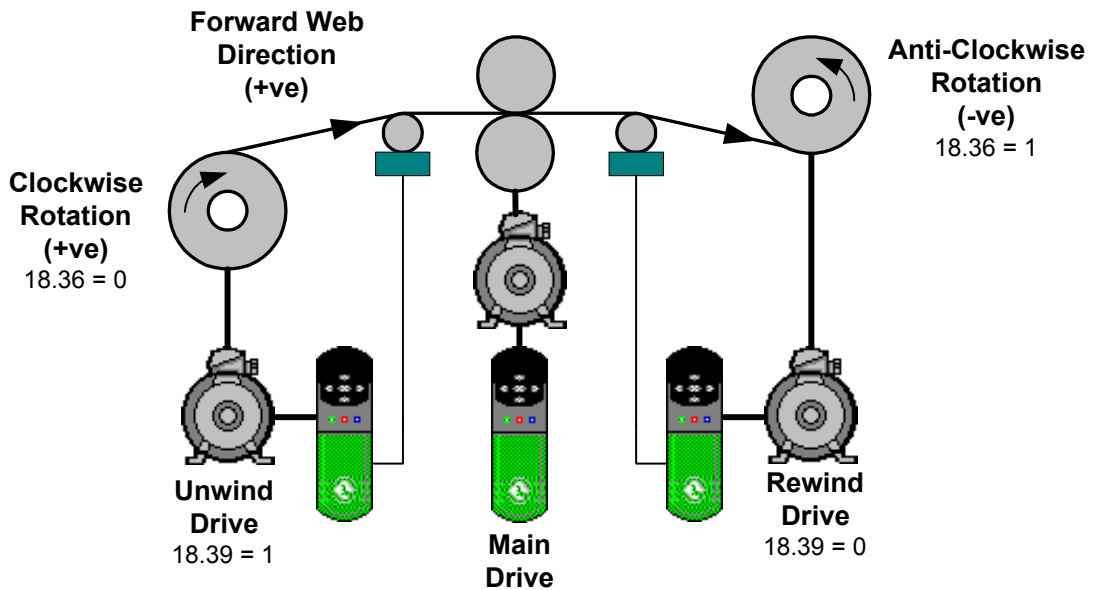 Forward Web
Direction
(+ve)
Anti-Clockwise
Rotation
(-ve)
18.36 = 1
Clockwise
Rotation
(+ve)
18.36 = 0
Unwind
Drive
18.39 = 1
Main
Drive
Rewind
Drive
18.39 = 0